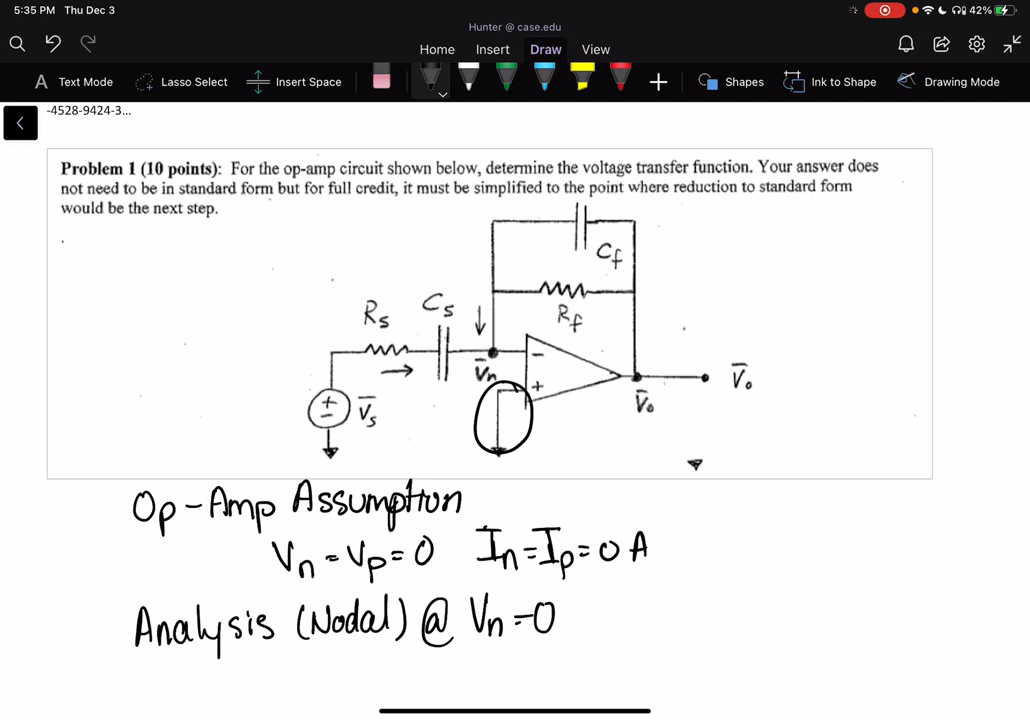 5:35 PM Thu Dec 3
42%
Hunter @ case.edu
Home Insert Draw View
Text Mode Lasso Select Insert Space Shapes Ink to Shape Drawing Mode
-4528-9424-3...
Problem 1 (10 points): For the op-amp circuit shown below, determine the voltage transfer function. Your answer does
not need to be in standard form but for full credit, it must be simplified to the point where reduction to standard form
would be the next step.
Cf
Rs Cs
Rf
V̅n
V̅s
V̅o
V̅o
Op-Amp Assumption
Vn = Vp = 0 In = Ip = 0 A
Analysis (Nodal) @ Vn = 0